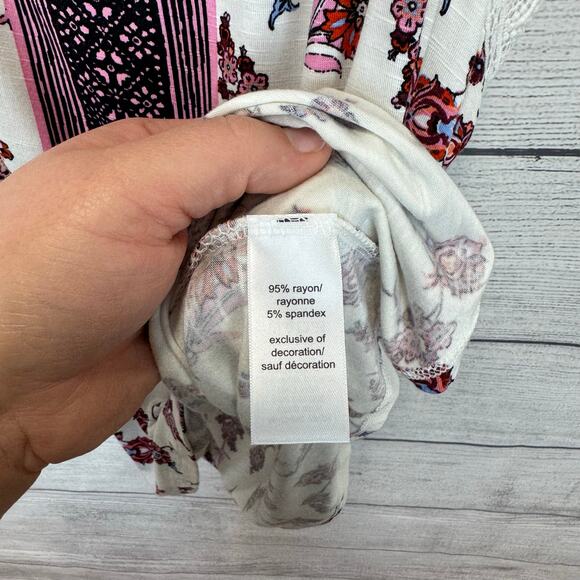 95% rayon/
rayonne
5% spandex
exclusive of
decoration/
sauf décoration